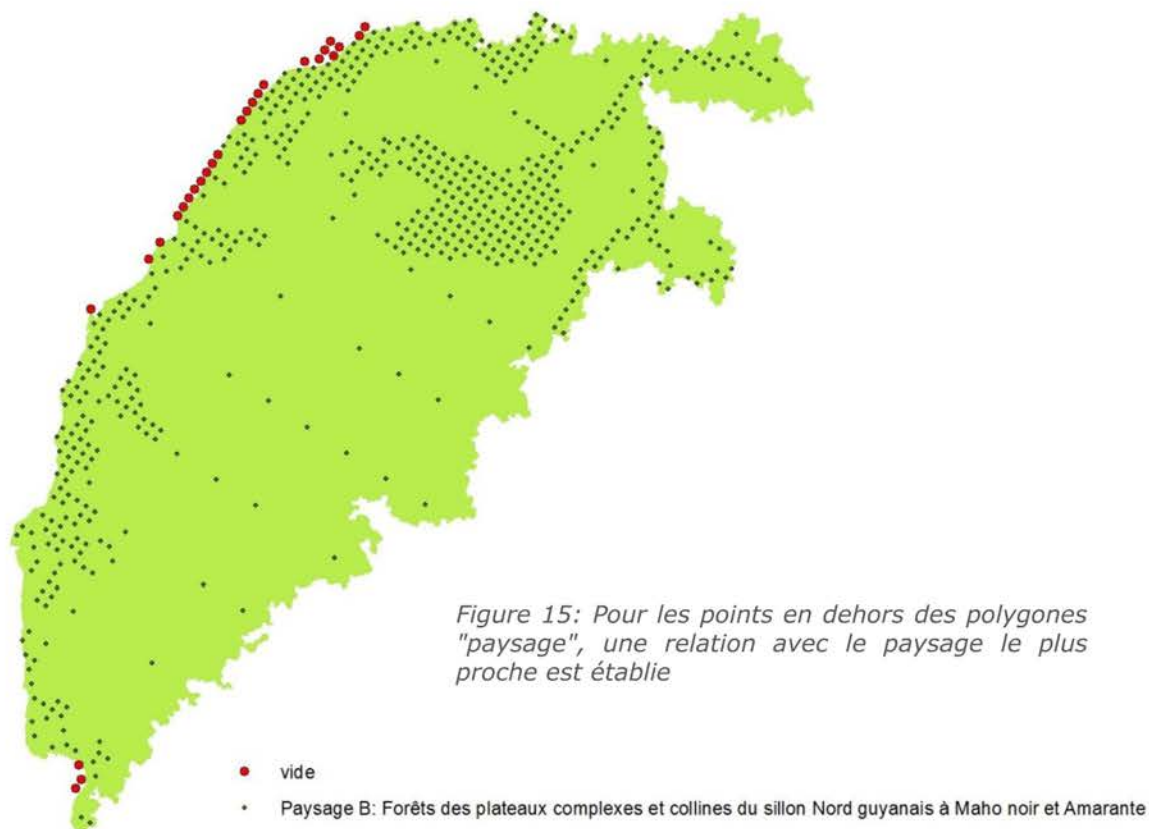 Figure 15: Pour les points en dehors des polygones
"paysage", une relation avec le paysage le plus
proche est établie
vide
Paysage B: Forêts des plateaux complexes et collines du sillon Nord guyanais à Maho noir et Amarante